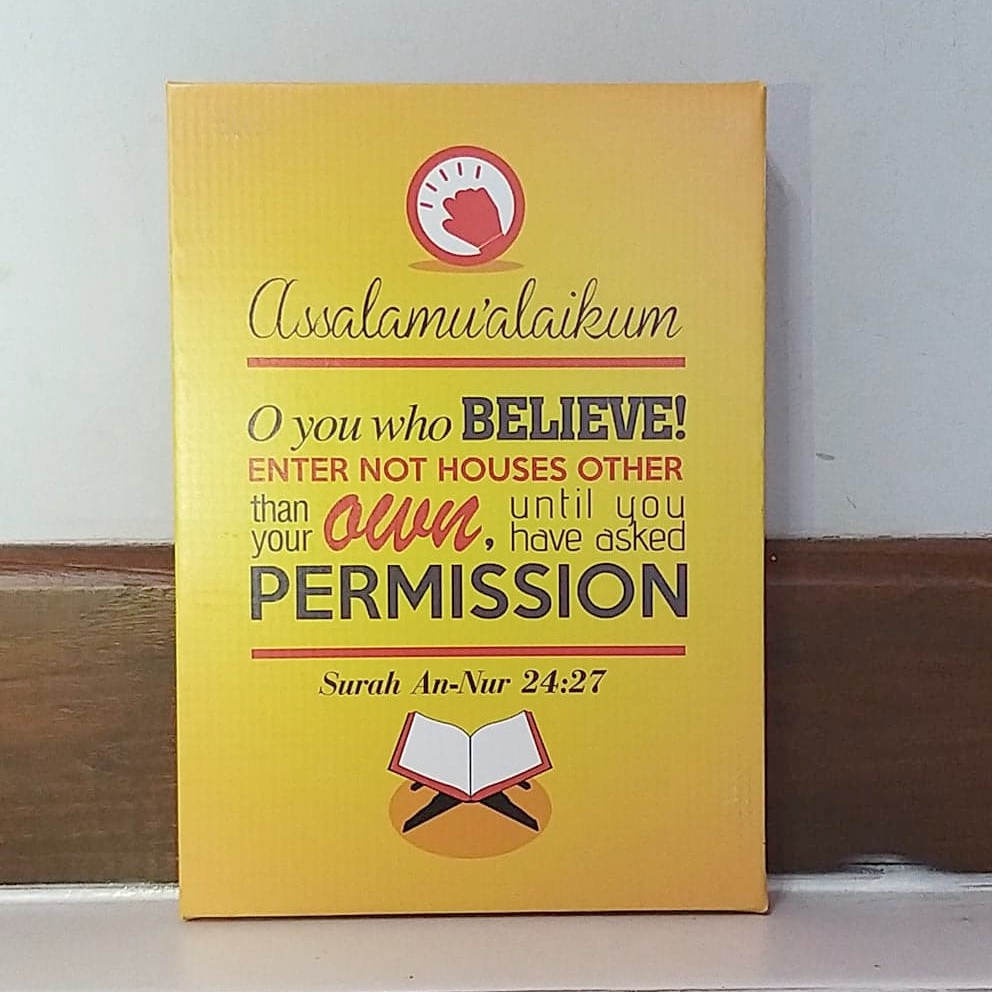 Assalamu'alaikum
O you who BELIEVE!
ENTER NOT HOUSES OTHER
than your own, until you have asked
PERMISSION
Surah An-Nur 24:27